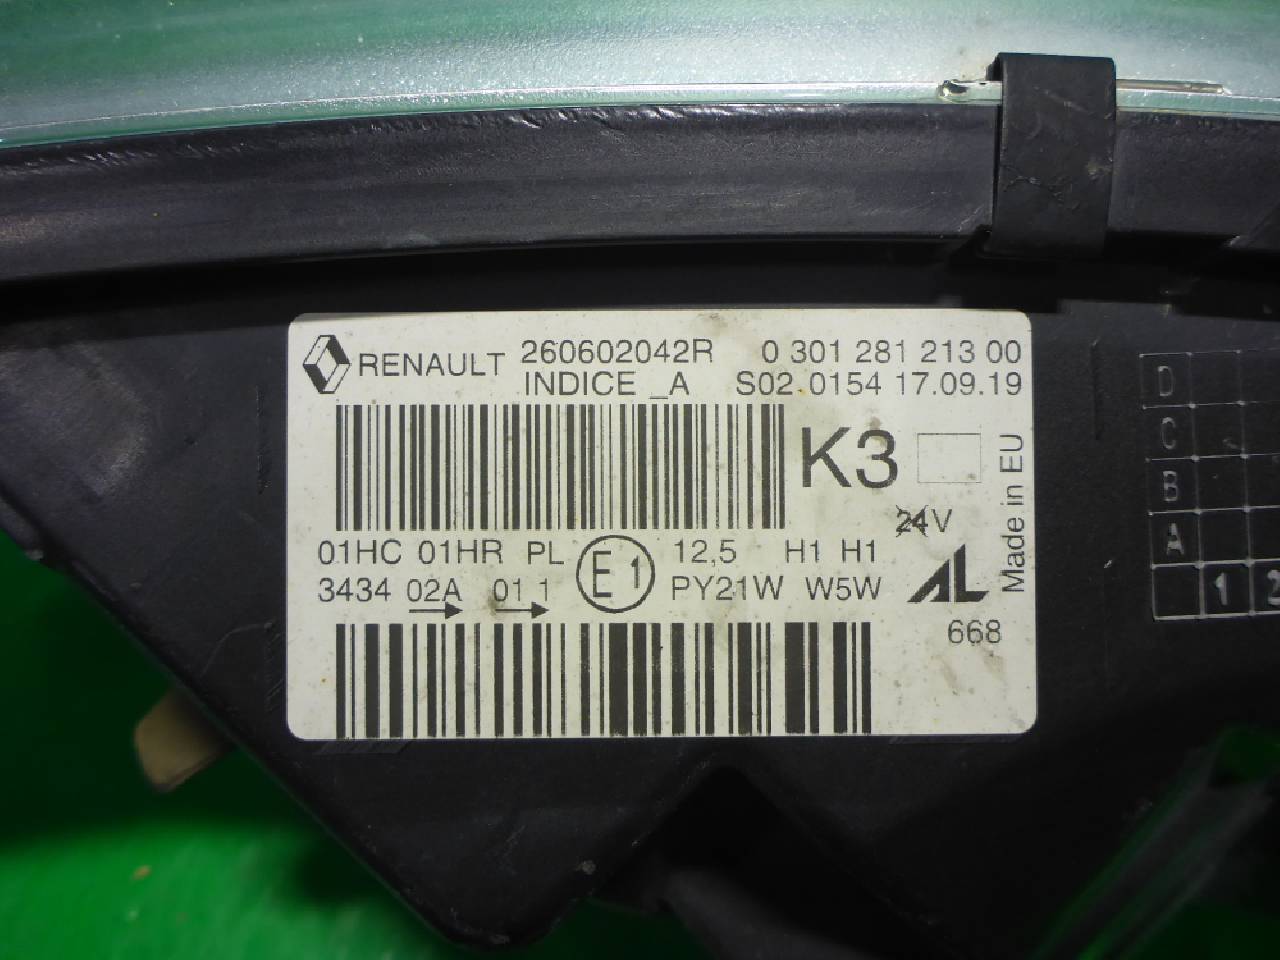 RENAULT 260602042R 0 301 281 213 00
INDICE _A S02.0154 17.09.19
K3
24V
Made in EU
01HC 01HR PL E1 12,5 H1 H1
3434 02A 01 1 PY21W W5W
AL
668
D
C
B
A
1 2